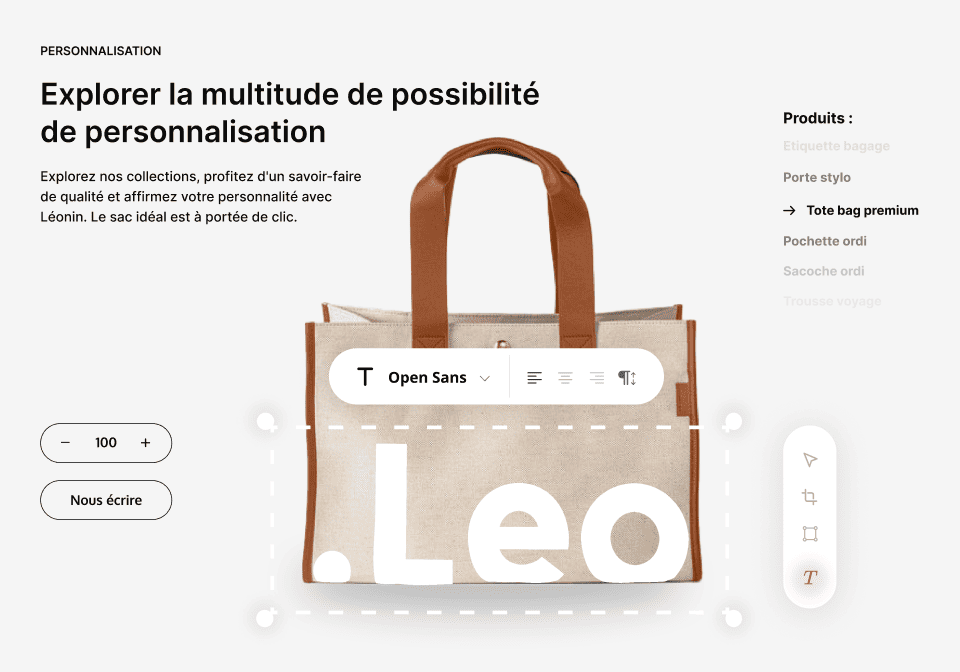 PERSONNALISATION
Explorer la multitude de possibilité
de personnalisation
Explorez nos collections, profitez d'un savoir-faire
de qualité et affirmez votre personnalité avec
Léonin. Le sac idéal est à portée de clic.
Produits :
Etiquette bagage
Porte stylo
→ Tote bag premium
Pochette ordi
Sacoche ordi
Trousse voyage
T Open Sans
.Leo
− 100 +
Nous écrire
T